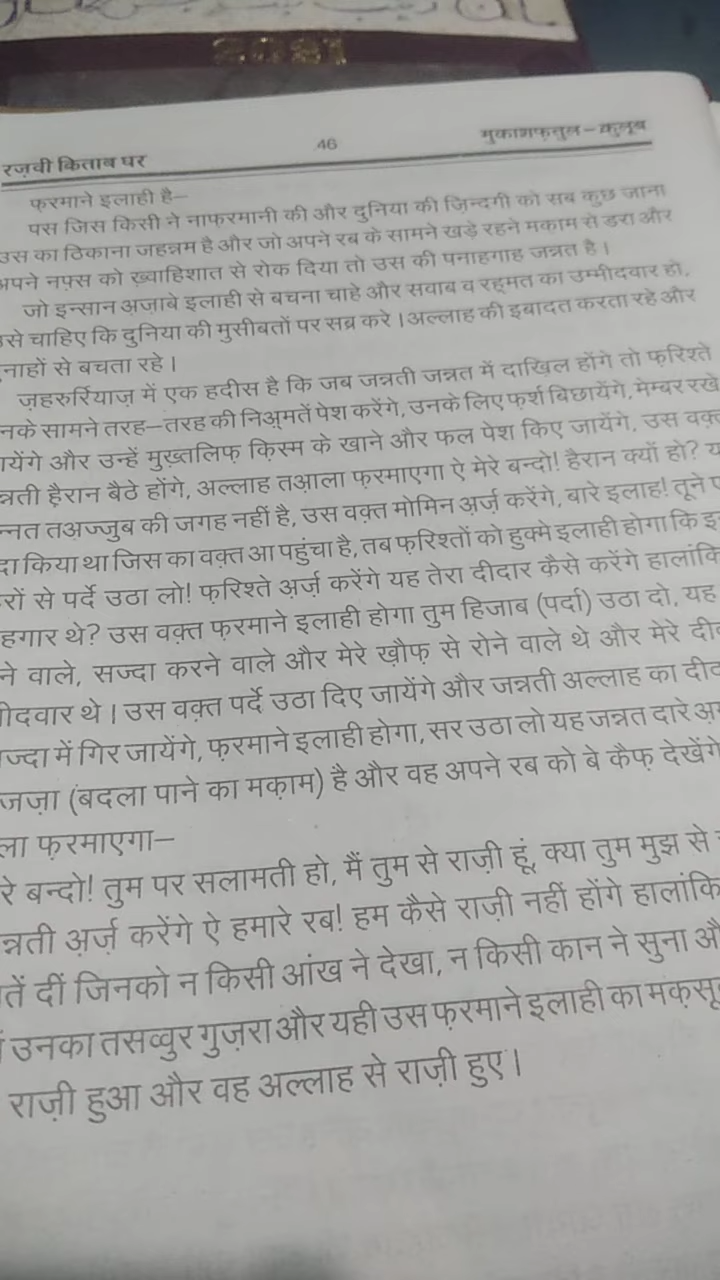 2021
रज़वी किताब घर 46 मुकाशफ़तुल–क़ुलूब
फ़रमाने इलाही है–
पस जिस किसी ने नाफ़रमानी की और दुनिया की ज़िन्दगी को सब कुछ जाना
उस का ठिकाना जहन्नम है और जो अपने रब के सामने खड़े रहने मकाम से डरा और
अपने नफ़्स को ख़्वाहिशात से रोक दिया तो उस की पनाहगाह जन्नत है।
जो इन्सान अज़ाबे इलाही से बचना चाहे और सवाब व रहमत का उम्मीदवार हो,
से चाहिए कि दुनिया की मुसीबतों पर सब्र करे। अल्लाह की इबादत करता रहे और
नाहों से बचता रहे।
ज़हरुर्रियाज़ में एक हदीस है कि जब जन्नती जन्नत में दाखिल होंगे तो फ़रिश्ते
नके सामने तरह–तरह की निअ़्मतें पेश करेंगे, उनके लिए फ़र्श बिछायेंगे, मेम्बर रखे
येंगे और उन्हें मुख़्तलिफ़ क़िस्म के खाने और फल पेश किए जायेंगे, उस वक़्त
न्नती हैरान बैठे होंगे, अल्लाह तआ़ला फ़रमाएगा ऐ मेरे बन्दो! हैरान क्यों हो? य
न्नत तअज्जुब की जगह नहीं है, उस वक़्त मोमिन अ़र्ज़ करेंगे, बारे इलाह! तूने ए
दा किया था जिस का वक़्त आ पहुंचा है, तब फ़रिश्तों को हुक्मे इलाही होगा कि इ
रों से पर्दे उठा लो! फ़रिश्ते अ़र्ज़ करेंगे यह तेरा दीदार कैसे करेंगे हालांकि
हगार थे? उस वक़्त फ़रमाने इलाही होगा तुम हिजाब (पर्दा) उठा दो, यह
ने वाले, सज्दा करने वाले और मेरे ख़ौफ़ से रोने वाले थे और मेरे दी
ीदवार थे। उस वक़्त पर्दे उठा दिए जायेंगे और जन्नती अल्लाह का दीद
ज्दा में गिर जायेंगे, फ़रमाने इलाही होगा, सर उठा लो यह जन्नत दारे अ़
जज़ा (बदला पाने का मक़ाम) है और वह अपने रब को बे कैफ़ देखेंगे
ला फ़रमाएगा–
रे बन्दो! तुम पर सलामती हो, मैं तुम से राज़ी हूं, क्या तुम मुझ से
न्नती अ़र्ज़ करेंगे ऐ हमारे रब! हम कैसे राज़ी नहीं होंगे हालांकि
तें दीं जिनको न किसी आंख ने देखा, न किसी कान ने सुना औ
उनका तसव्वुर गुज़रा और यही उस फ़रमाने इलाही का मक़सू
राज़ी हुआ और वह अल्लाह से राज़ी हुए।